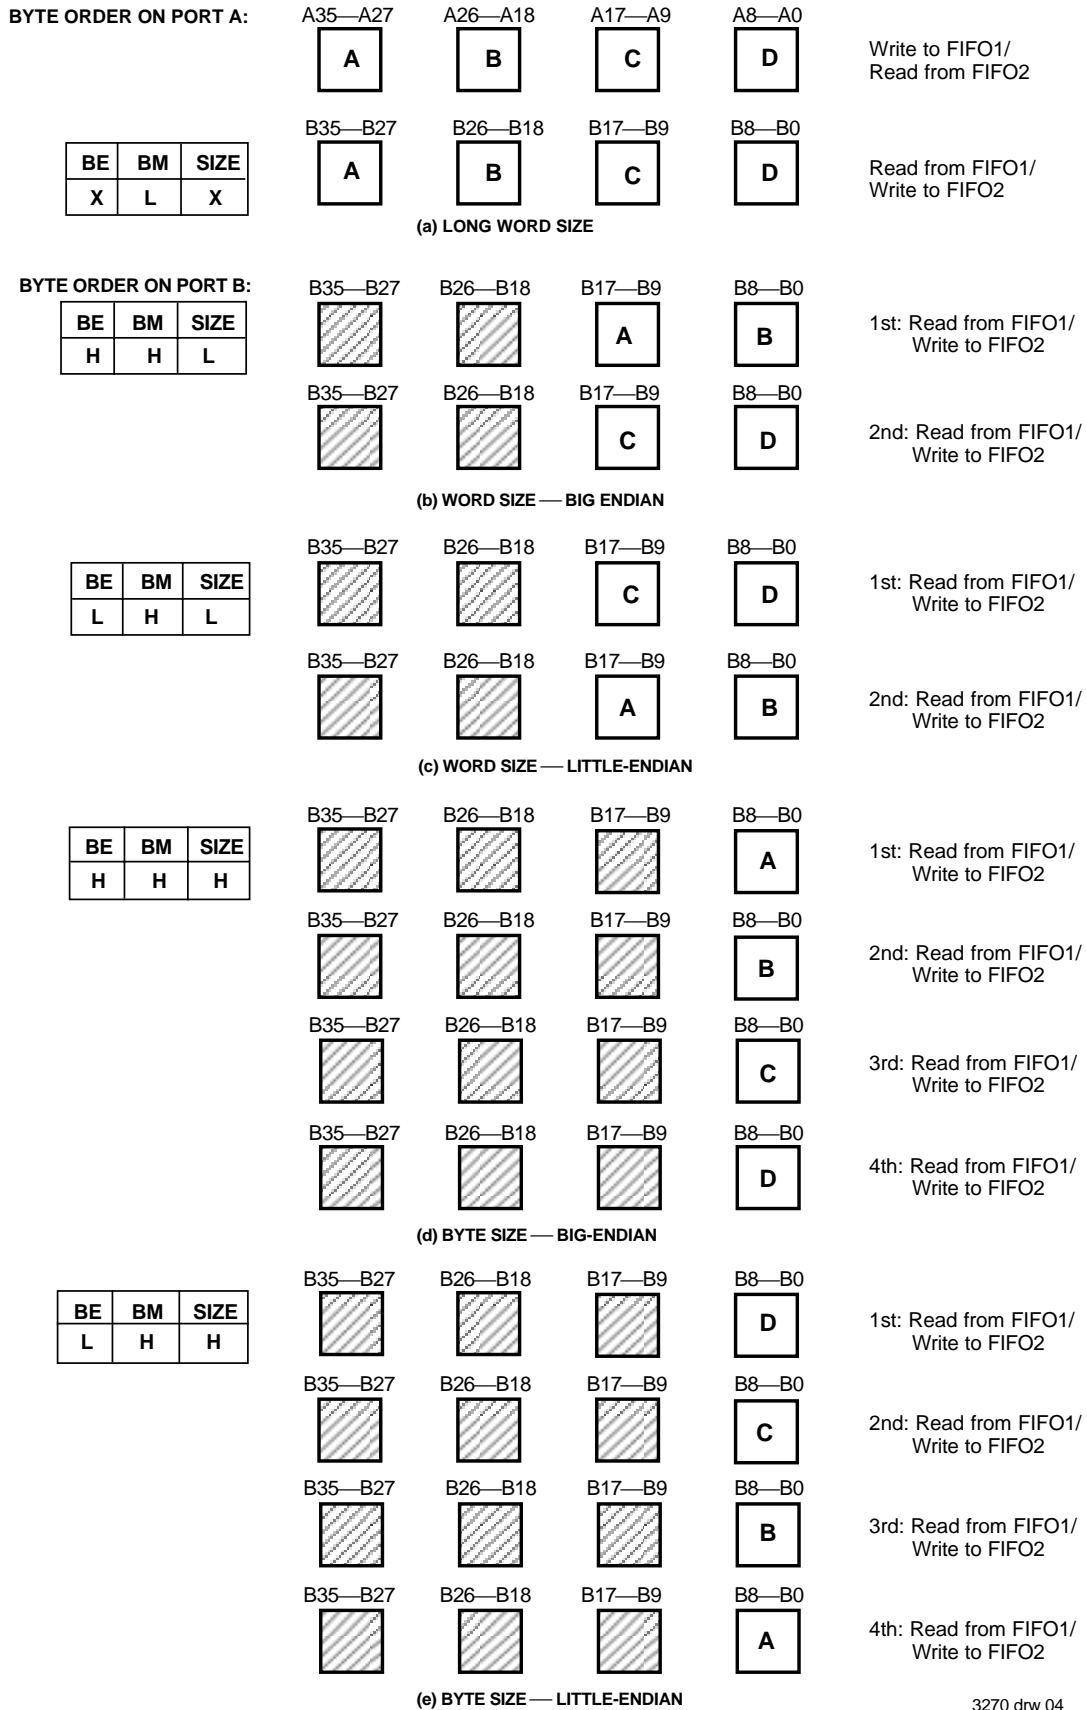 BYTE ORDER ON PORT A:
A35—A27 A26—A18 A17—A9 A8—A0
A B C D
Write to FIFO1/
Read from FIFO2
B35—B27 B26—B18 B17—B9 B8—B0
BE BM SIZE
X L X
A B C D
Read from FIFO1/
Write to FIFO2
(a) LONG WORD SIZE
BYTE ORDER ON PORT B:
B35—B27 B26—B18 B17—B9 B8—B0
BE BM SIZE
H H L
A B
1st: Read from FIFO1/
Write to FIFO2
B35—B27 B26—B18 B17—B9 B8—B0
C D
2nd: Read from FIFO1/
Write to FIFO2
(b) WORD SIZE — BIG ENDIAN
B35—B27 B26—B18 B17—B9 B8—B0
BE BM SIZE
L H L
C D
1st: Read from FIFO1/
Write to FIFO2
B35—B27 B26—B18 B17—B9 B8—B0
A B
2nd: Read from FIFO1/
Write to FIFO2
(c) WORD SIZE — LITTLE-ENDIAN
B35—B27 B26—B18 B17—B9 B8—B0
BE BM SIZE
H H H
A
1st: Read from FIFO1/
Write to FIFO2
B35—B27 B26—B18 B17—B9 B8—B0
B
2nd: Read from FIFO1/
Write to FIFO2
B35—B27 B26—B18 B17—B9 B8—B0
C
3rd: Read from FIFO1/
Write to FIFO2
B35—B27 B26—B18 B17—B9 B8—B0
D
4th: Read from FIFO1/
Write to FIFO2
(d) BYTE SIZE — BIG-ENDIAN
B35—B27 B26—B18 B17—B9 B8—B0
BE BM SIZE
L H H
D
1st: Read from FIFO1/
Write to FIFO2
B35—B27 B26—B18 B17—B9 B8—B0
C
2nd: Read from FIFO1/
Write to FIFO2
B35—B27 B26—B18 B17—B9 B8—B0
B
3rd: Read from FIFO1/
Write to FIFO2
B35—B27 B26—B18 B17—B9 B8—B0
A
4th: Read from FIFO1/
Write to FIFO2
(e) BYTE SIZE — LITTLE-ENDIAN
3270 drw 04